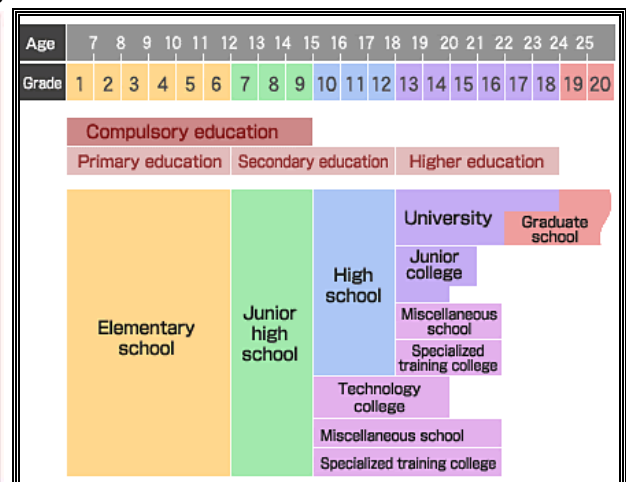 Age 7 8 9 10 11 12 13 14 15 16 17 18 19 20 21 22 23 24 25
Grade 1 2 3 4 5 6 7 8 9 10 11 12 13 14 15 16 17 18 19 20
Compulsory education
Primary education Secondary education Higher education
University
Graduate
school
Junior
college
High
school
Miscellaneous
school
Junior
high
school
Elementary
school
Specialized
training college
Technology
college
Miscellaneous school
Specialized training college